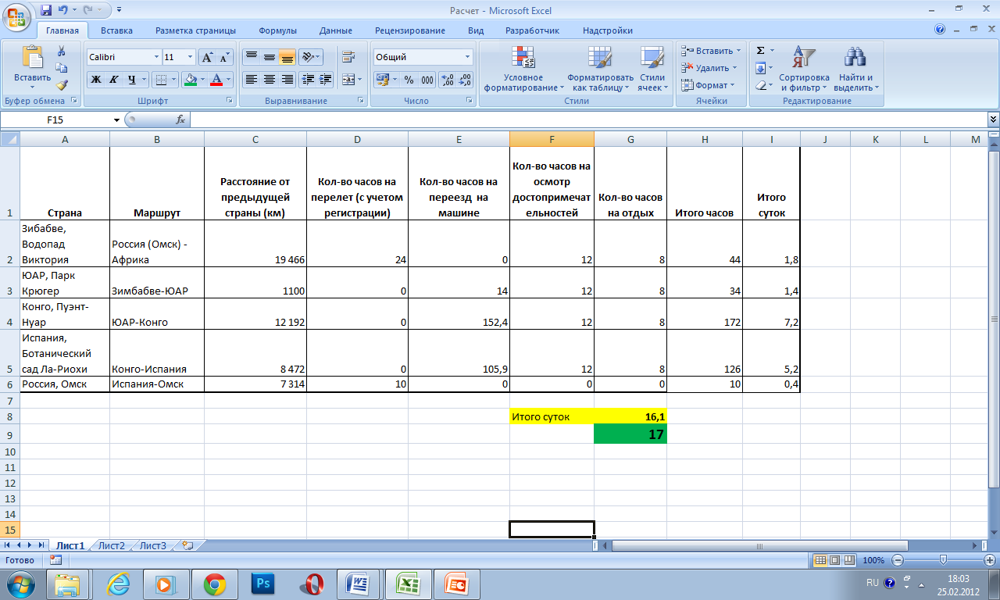 Расчет - Microsoft Excel
Главная Вставка Разметка страницы Формулы Данные Рецензирование Вид Разработчик Надстройки
Вставить
Буфер обмена
Calibri 11
Ж К Ч
Шрифт
Выравнивание
Общий
% 000
Число
Условное форматирование
Форматировать как таблицу
Стили ячеек
Стили
Вставить
Удалить
Формат
Ячейки
Сортировка и фильтр
Найти и выделить
Редактирование
F15 fx
A B C D E F G H I J K L M
1 Страна Маршрут Расстояние от предыдущей страны (км) Кол-во часов на перелет (с учетом регистрации) Кол-во часов на переезд на машине Кол-во часов на осмотр достопримечательностей Кол-во часов на отдых Итого часов Итого суток
2 Зибабве, Водопад Виктория Россия (Омск) - Африка 19 466 24 0 12 8 44 1,8
3 ЮАР, Парк Крюгер Зимбабве-ЮАР 1100 0 14 12 8 34 1,4
4 Конго, Пуэнт-Нуар ЮАР-Конго 12 192 0 152,4 12 8 172 7,2
5 Испания, Ботанический сад Ла-Риохи Конго-Испания 8 472 0 105,9 12 8 126 5,2
6 Россия, Омск Испания-Омск 7 314 10 0 0 0 10 0,4
7
8 Итого суток 16,1
9 17
10
11
12
13
14
15
Лист1 Лист2 Лист3
Готово 100%
Ps
RU 18:03
25.02.2012